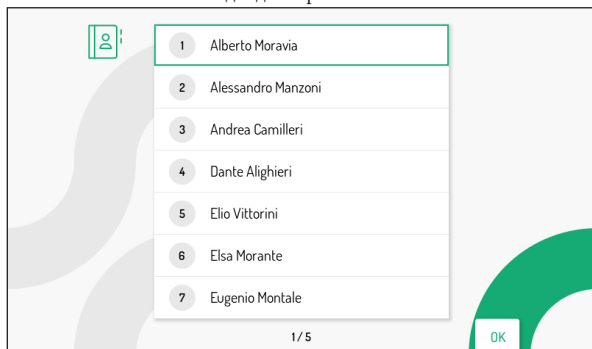 1 Alberto Moravia
2 Alessandro Manzoni
3 Andrea Camilleri
4 Dante Alighieri
5 Elio Vittorini
6 Elsa Morante
7 Eugenio Montale
1 / 5
OK